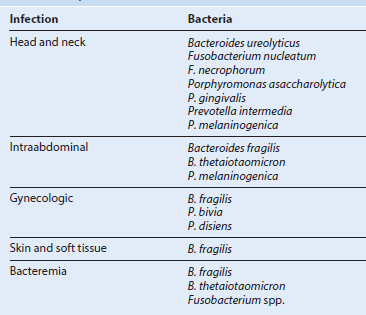 Infection Bacteria
Head and neck Bacteroides ureolyticus
Fusobacterium nucleatum
F. necrophorum
Porphyromonas asaccharolytica
P. gingivalis
Prevotella intermedia
P. melaninogenica
Intraabdominal Bacteroides fragilis
B. thetaiotaomicron
P. melaninogenica
Gynecologic B. fragilis
P. bivia
P. disiens
Skin and soft tissue B. fragilis
Bacteremia B. fragilis
B. thetaiotaomicron
Fusobacterium spp.